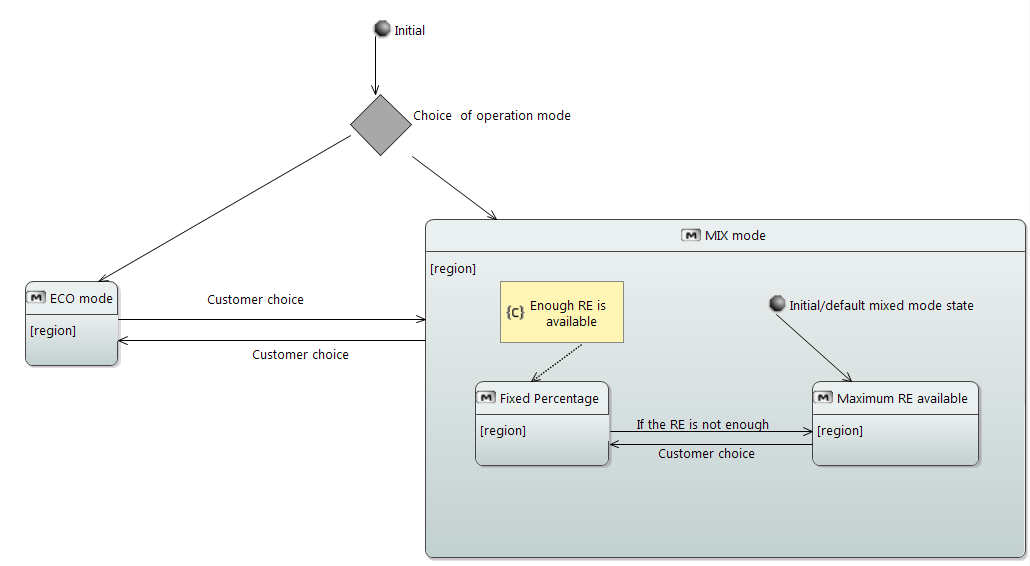 Initial
Choice of operation mode
M MIX mode
[region]
M ECO mode
[region]
Customer choice
Customer choice
{c} Enough RE is
available
Initial/default mixed mode state
M Fixed Percentage
[region]
M Maximum RE available
[region]
If the RE is not enough
Customer choice